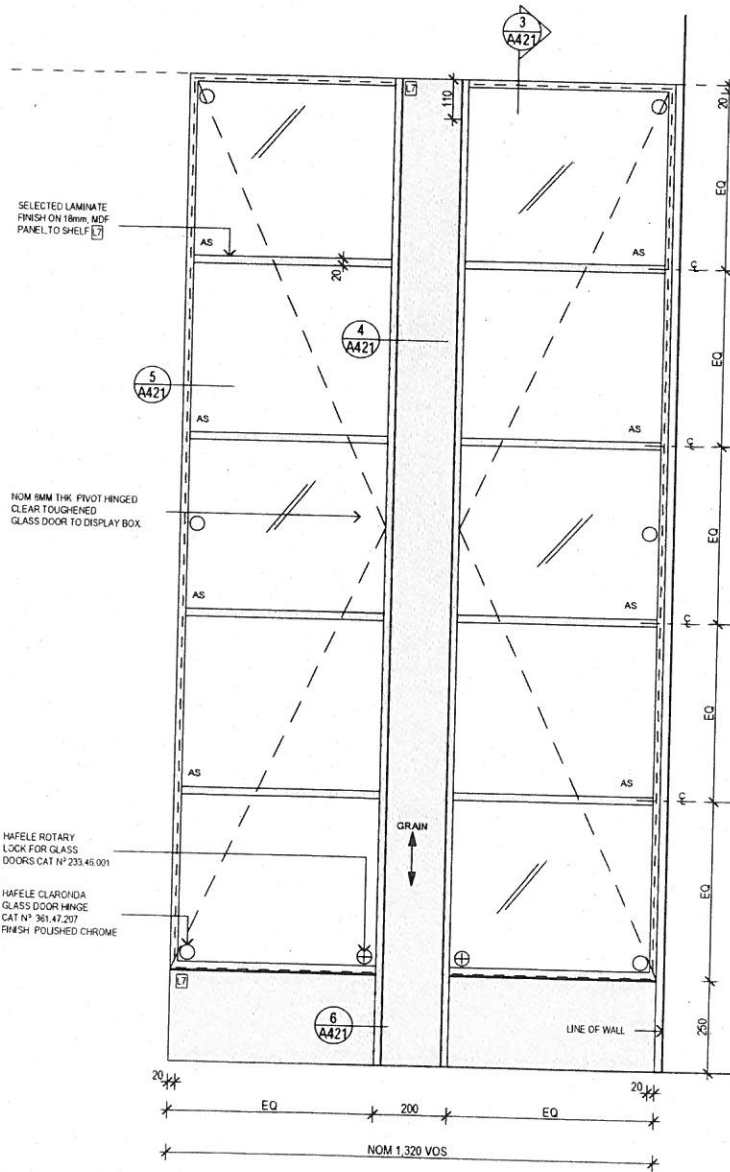 3
A421
L7
110
20
EQ
SELECTED LAMINATE
FINISH ON 18mm, MDF
PANEL,TO SHELF L7
AS
AS
20
EQ
4
A421
5
A421
AS
AS
NOM 8MM THK PIVOT HINGED
CLEAR TOUGHENED
GLASS DOOR TO DISPLAY BOX
EQ
AS
AS
EQ
AS
AS
GRAIN
HAFELE ROTARY
LOCK FOR GLASS
DOORS CAT Nº 233.46.001
EQ
HAFELE CLARONDA
GLASS DOOR HINGE
CAT Nº 361.47.207
FINISH POLISHED CHROME
L7
6
A421
LINE OF WALL
250
20
20
EQ
200
EQ
NOM 1,320 VOS